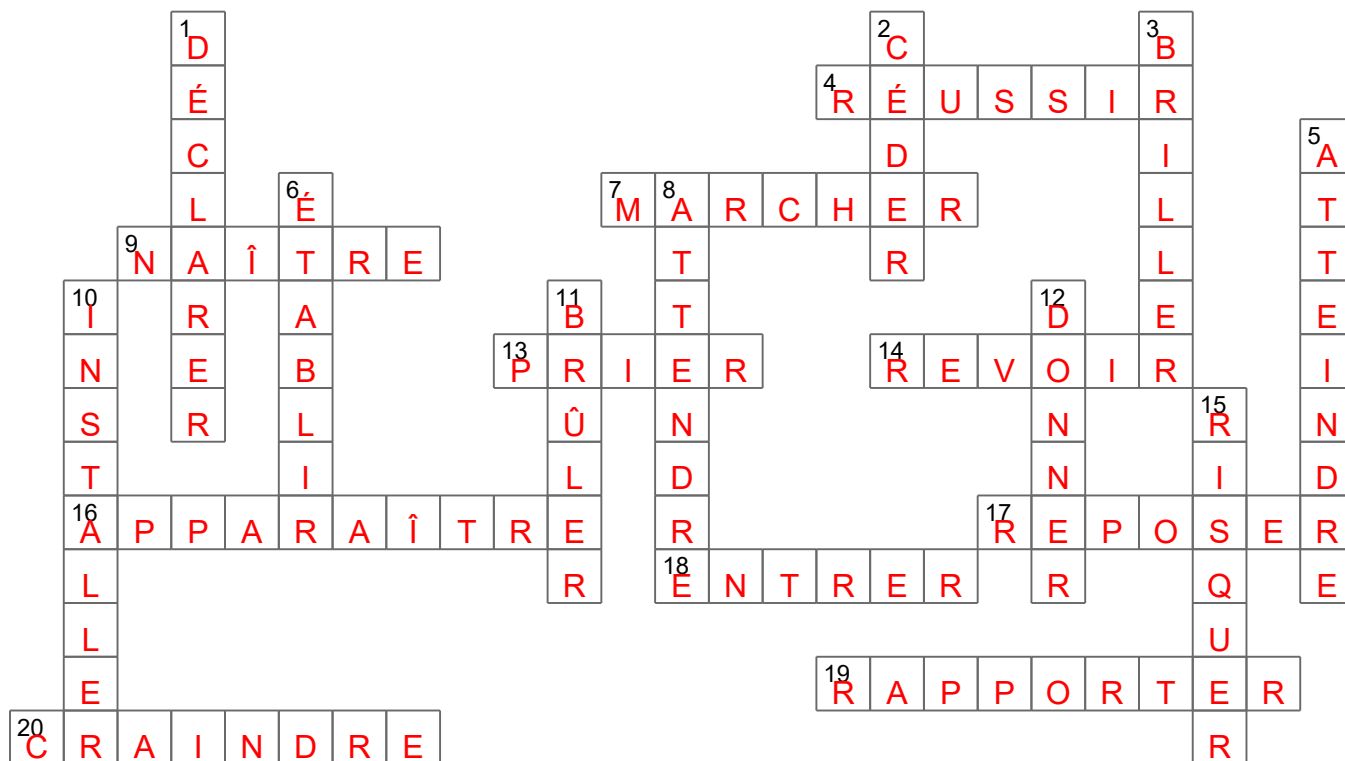 1 DÉCLARER
2 CÉDER
3 BRILLER
4 RÉUSSIR
5 ATTEINDRE
6 ÉTABLIR
7 MARCHER
8 ATTENDRE
9 NAÎTRE
10 INSTALLER
11 BRÛLER
12 DONNER
13 PRIER
14 REVOIR
15 RISQUER
16 APPARAÎTRE
17 REPOSER
18 ENTRER
19 RAPPORTER
20 CRAINDRE